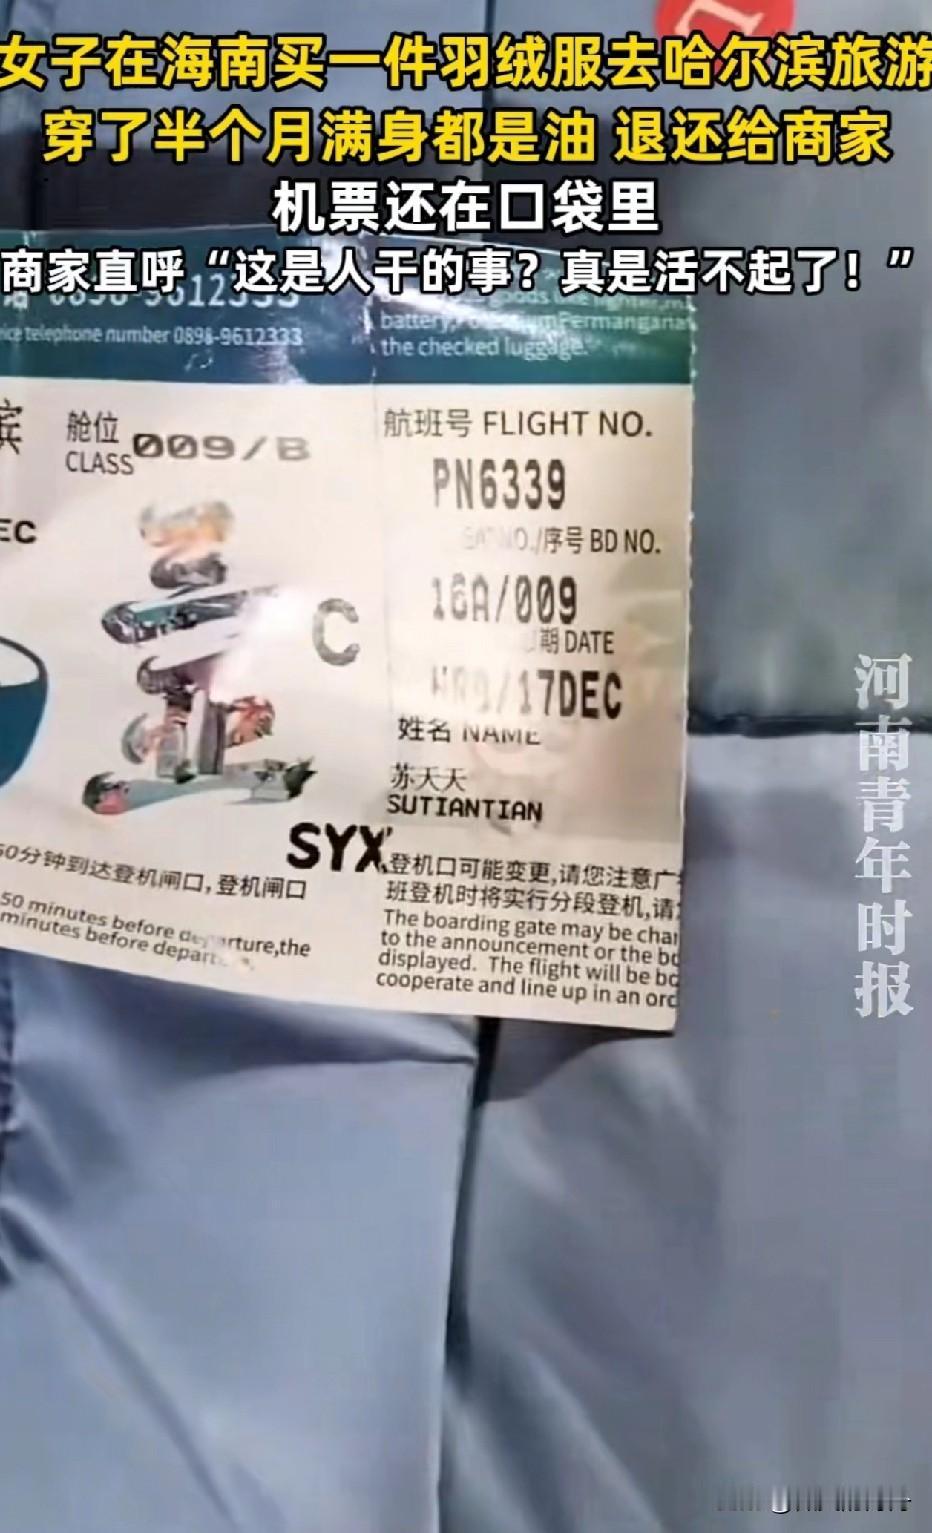 女子在海南买一件羽绒服去哈尔滨旅游
穿了半个月满身都是油 退还给商家
机票还在口袋里
商家直呼“这是人干的事？真是活不起了！”
telephone number 0898-9612333
battery,
the checked luggage.
舱位
CLASS 009/B
航班号 FLIGHT NO.
PN6339
NO./序号 BD NO.
16A/009
期 DATE
/17DEC
姓名 NAME
苏天天
SUTIANTIAN
C
SYX
分钟到达登机闸口，登机闸口
50 minutes before departure,the
minutes before
登机口可能变更,请您注意广
班登机时将实行分段登机,请
The boarding gate may be
to the announcement or the
displayed. The flight will be
cooperate and line up in an
河南青年时报